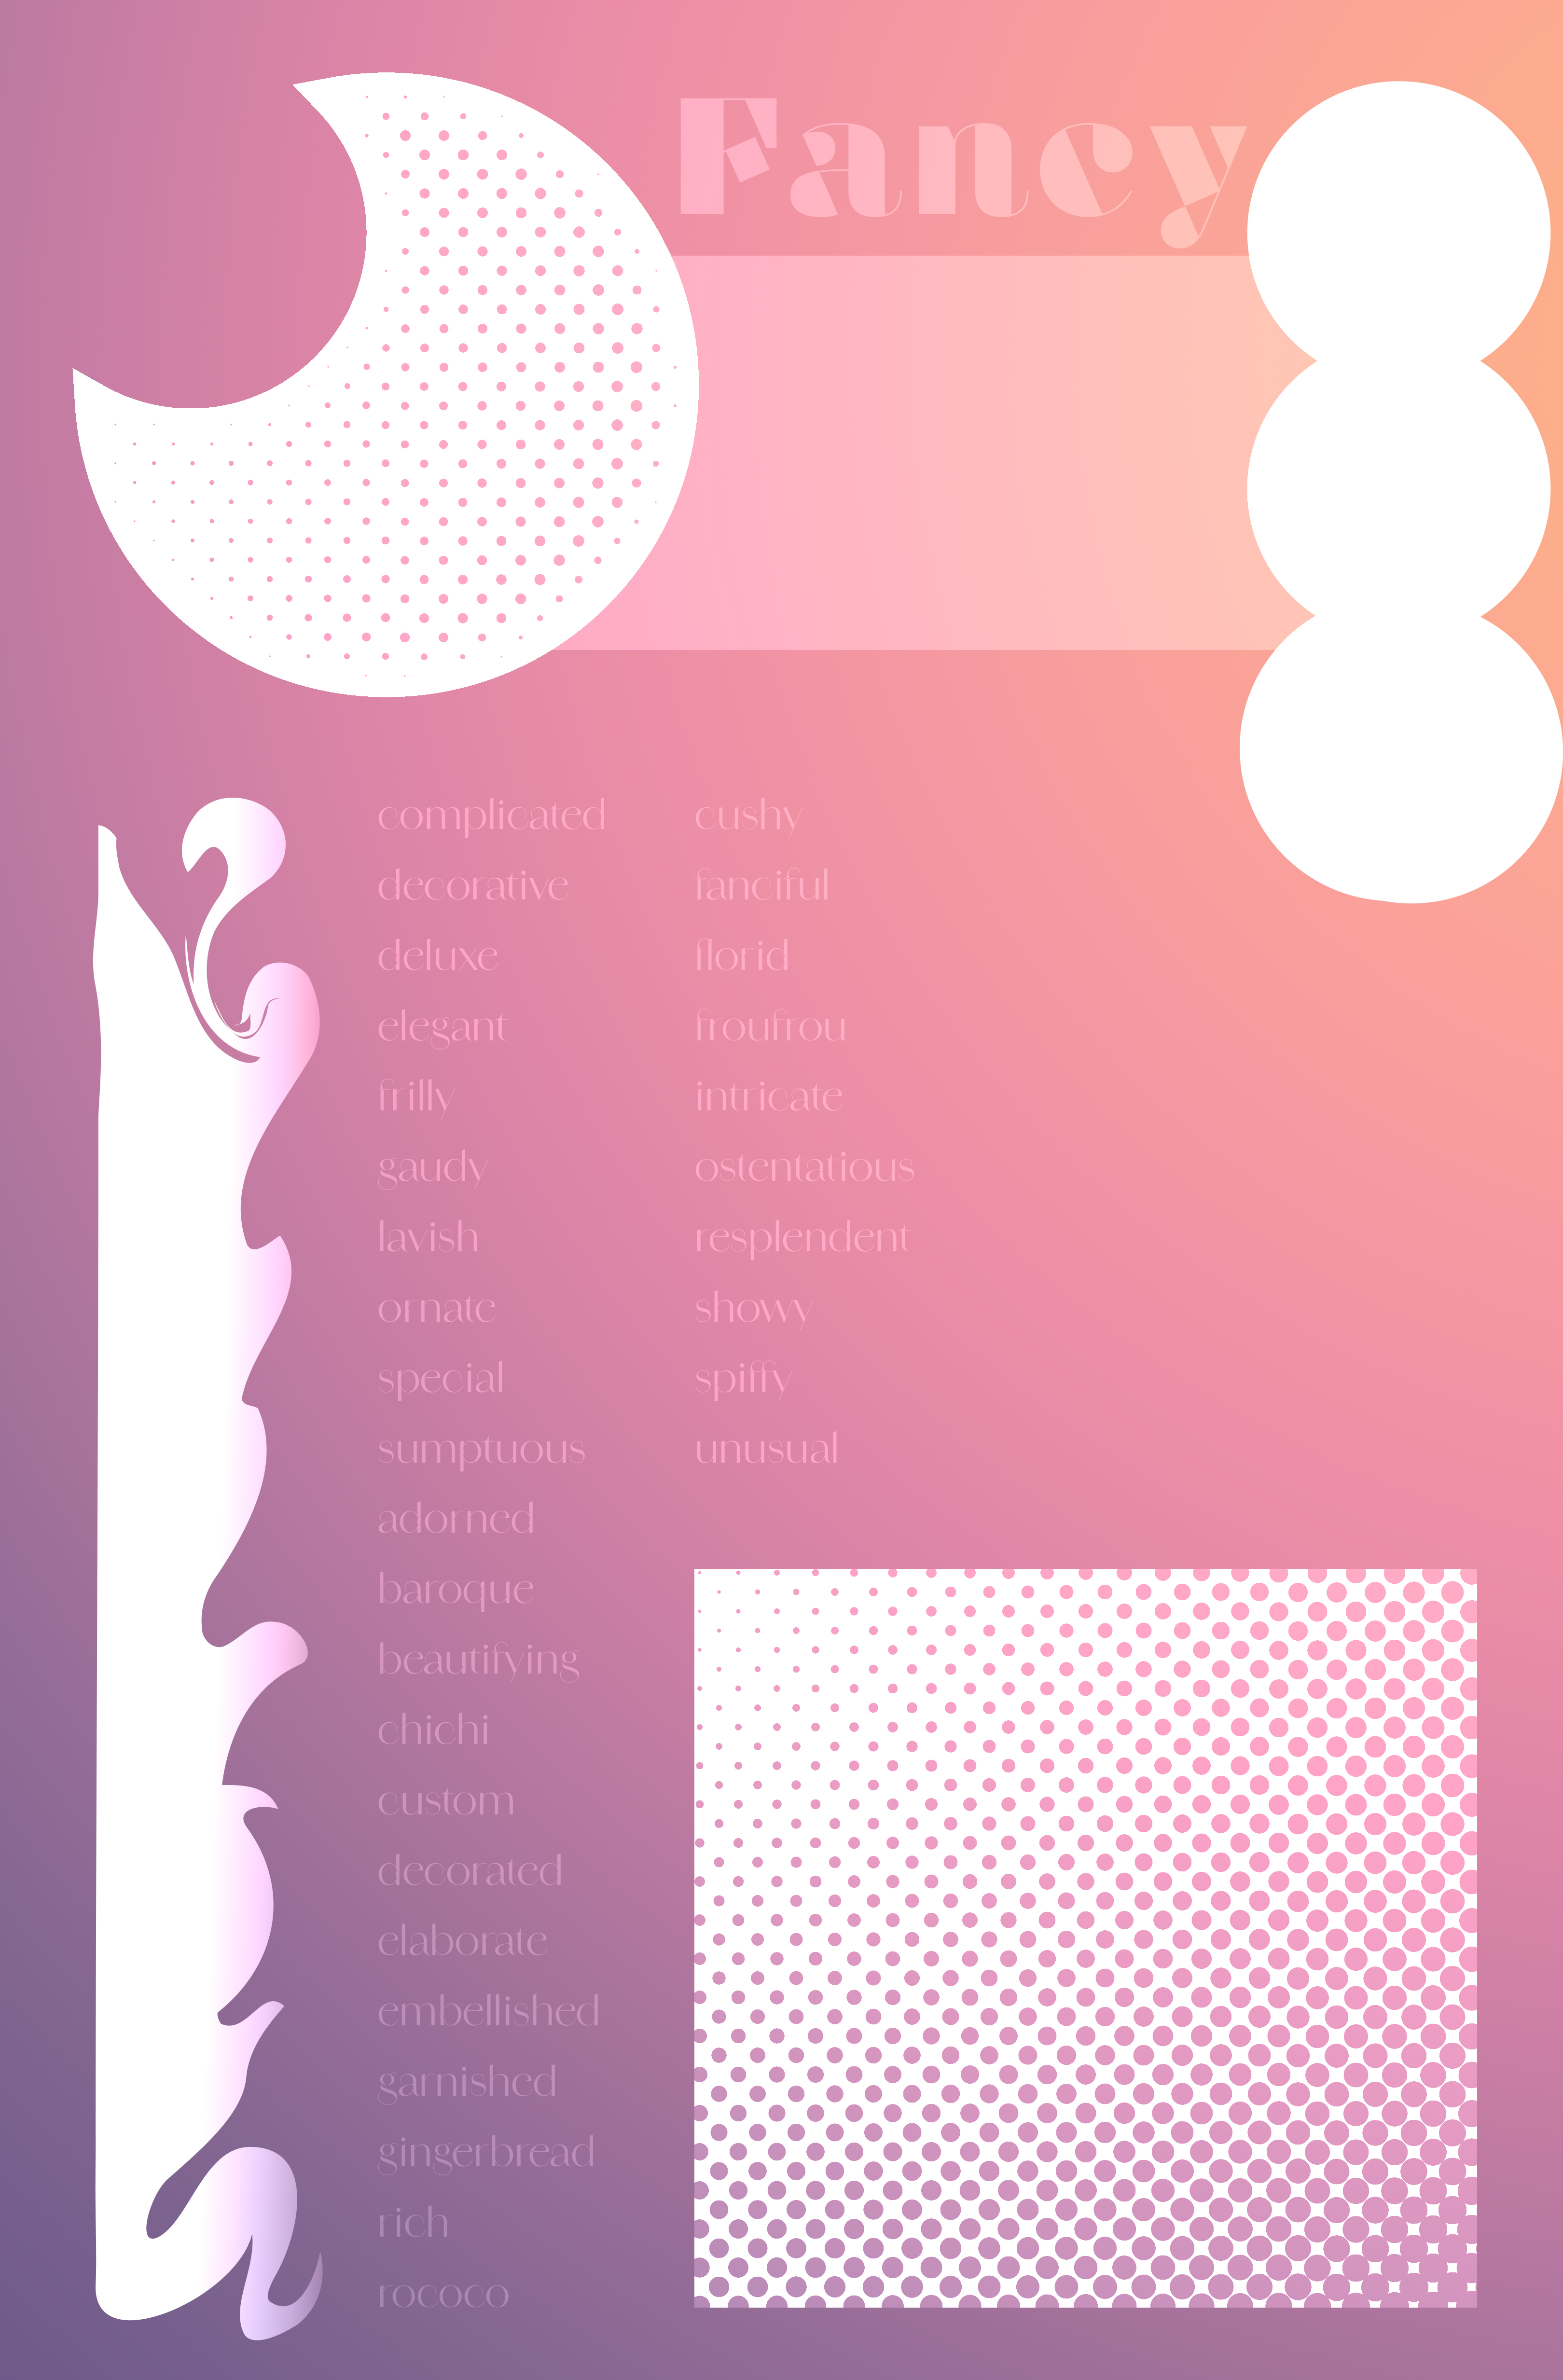 Fancy
complicated
decorative
deluxe
elegant
frilly
gaudy
lavish
ornate
special
sumptuous
adorned
baroque
beautifying
chichi
custom
decorated
elaborate
embellished
garnished
gingerbread
rich
rococo
cushy
fanciful
florid
froufrou
intricate
ostentatious
resplendent
showy
spiffy
unusual